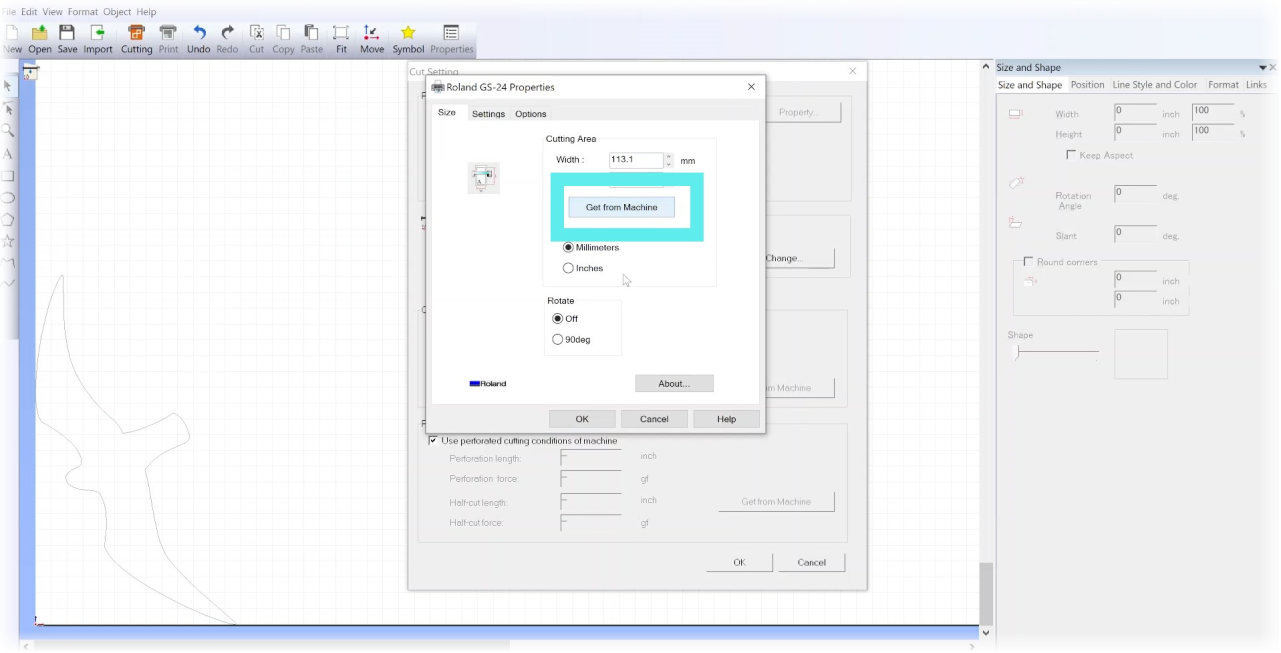 File Edit View Format Object Help
New Open Save Import Cutting Print Undo Redo Cut Copy Paste Fit Move Symbol Properties
Cut Setting
Roland GS-24 Properties
Size Settings Options
Cutting Area
Width : 113.1 mm
Get from Machine
Millimeters
Inches
Rotate
Off
90deg
Roland
About...
OK Cancel Help
Property...
Change...
m Machine
Use perforated cutting conditions of machine
Perforation length: inch
Perforation force: gf
Half-cut length: inch
Get from Machine
Half-cut force: gf
OK Cancel
Size and Shape
Size and Shape Position Line Style and Color Format Links
Width 0 inch 100 %
Height 0 inch 100 %
Keep Aspect
Rotation Angle 0 deg.
Slant 0 deg.
Round corners
0 inch
0 inch
Shape